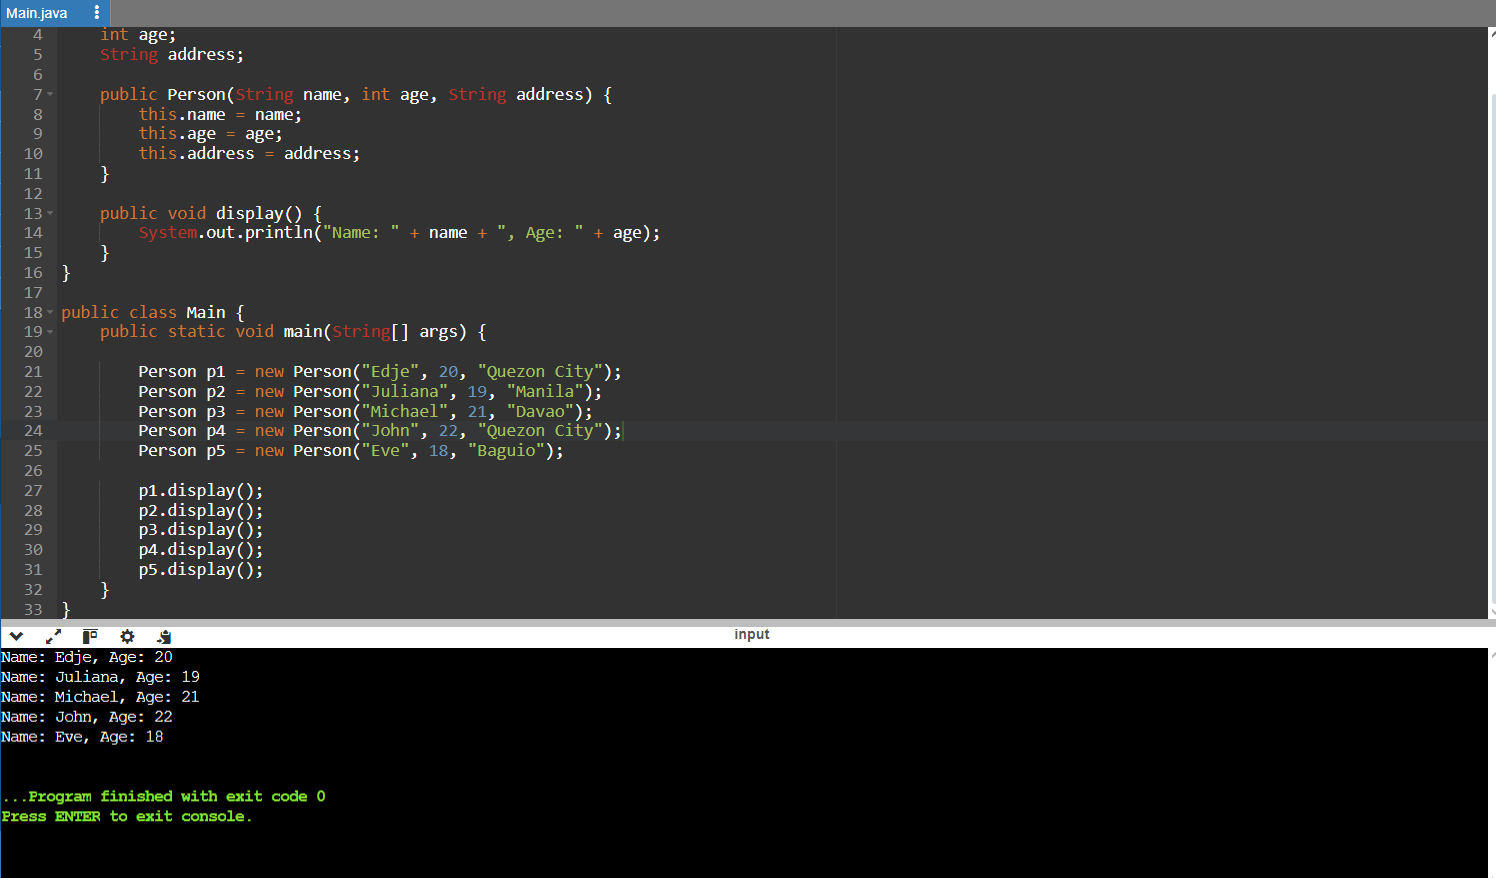 Main.java
4 int age;
5 String address;
6
7 public Person(String name, int age, String address) {
8 this.name = name;
9 this.age = age;
10 this.address = address;
11 }
12
13 public void display() {
14 System.out.println("Name: " + name + ", Age: " + age);
15 }
16 }
17
18 public class Main {
19 public static void main(String[] args) {
20
21 Person p1 = new Person("Edje", 20, "Quezon City");
22 Person p2 = new Person("Juliana", 19, "Manila");
23 Person p3 = new Person("Michael", 21, "Davao");
24 Person p4 = new Person("John", 22, "Quezon City");
25 Person p5 = new Person("Eve", 18, "Baguio");
26
27 p1.display();
28 p2.display();
29 p3.display();
30 p4.display();
31 p5.display();
32 }
33 }
input
Name: Edje, Age: 20
Name: Juliana, Age: 19
Name: Michael, Age: 21
Name: John, Age: 22
Name: Eve, Age: 18
...Program finished with exit code 0
Press ENTER to exit console.